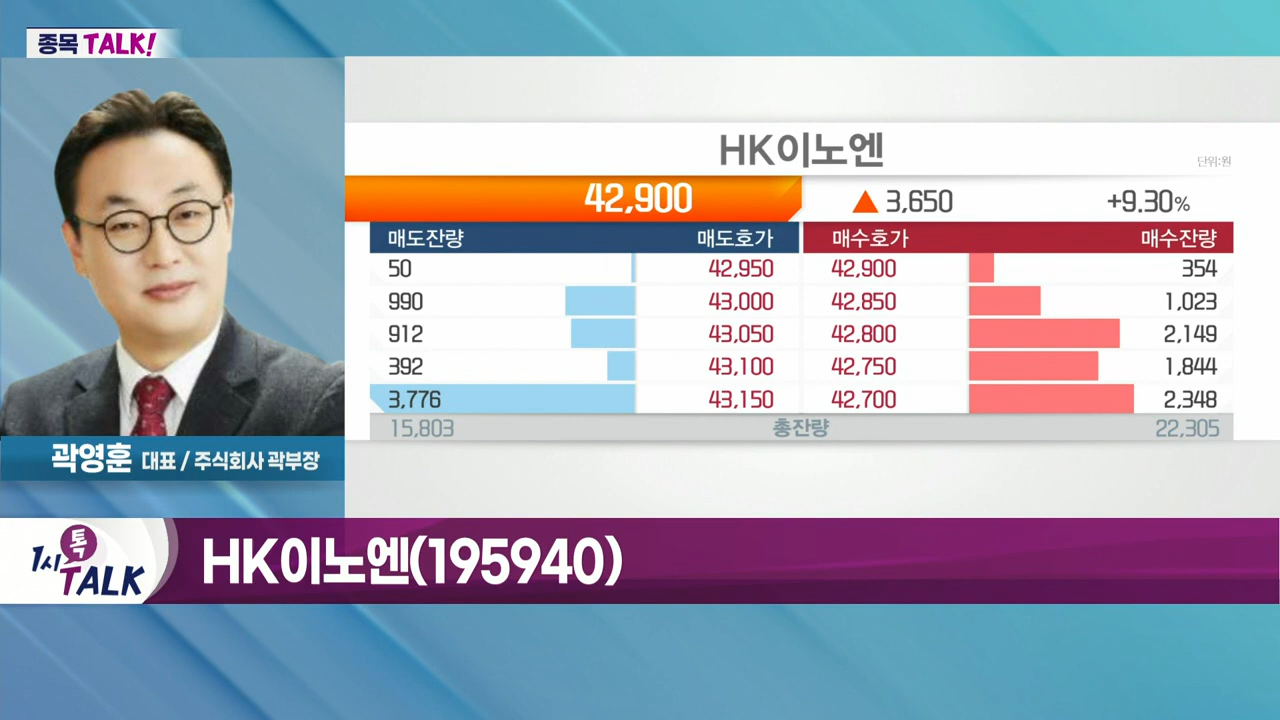 종목 TALK!
HK이노엔
단위:원
42,900 ▲ 3,650 +9.30%
매도잔량 매도호가 매수호가 매수잔량
50 42,950 42,900 354
990 43,000 42,850 1,023
912 43,050 42,800 2,149
392 43,100 42,750 1,844
3,776 43,150 42,700 2,348
15,803 총잔량 22,305
곽영훈 대표 / 주식회사 곽부장
1시 톡 TALK
HK이노엔(195940)